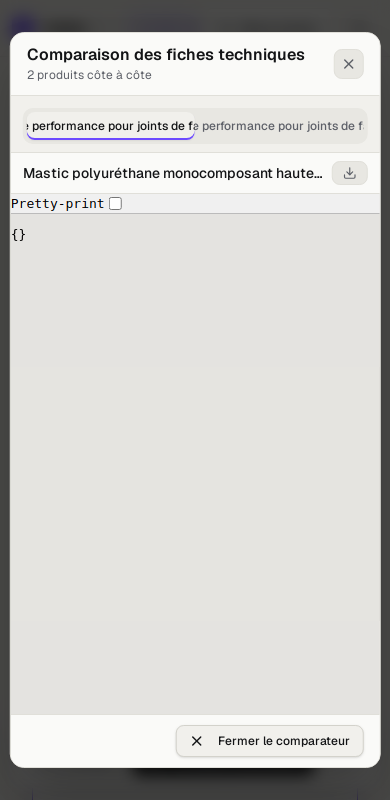 Comparaison des fiches techniques
2 produits côte à côte
performance pour joints de f
performance pour joints de f
Mastic polyuréthane monocomposant haute...
Pretty-print
{}
Fermer le comparateur